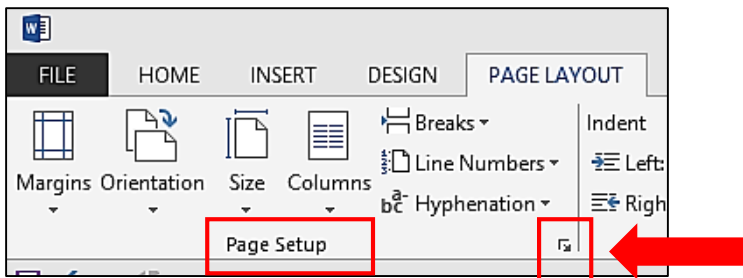 W
FILE HOME INSERT DESIGN PAGE LAYOUT
Margins Orientation Size Columns
Breaks
Line Numbers
Hyphenation
Indent
Left:
Righ
Page Setup